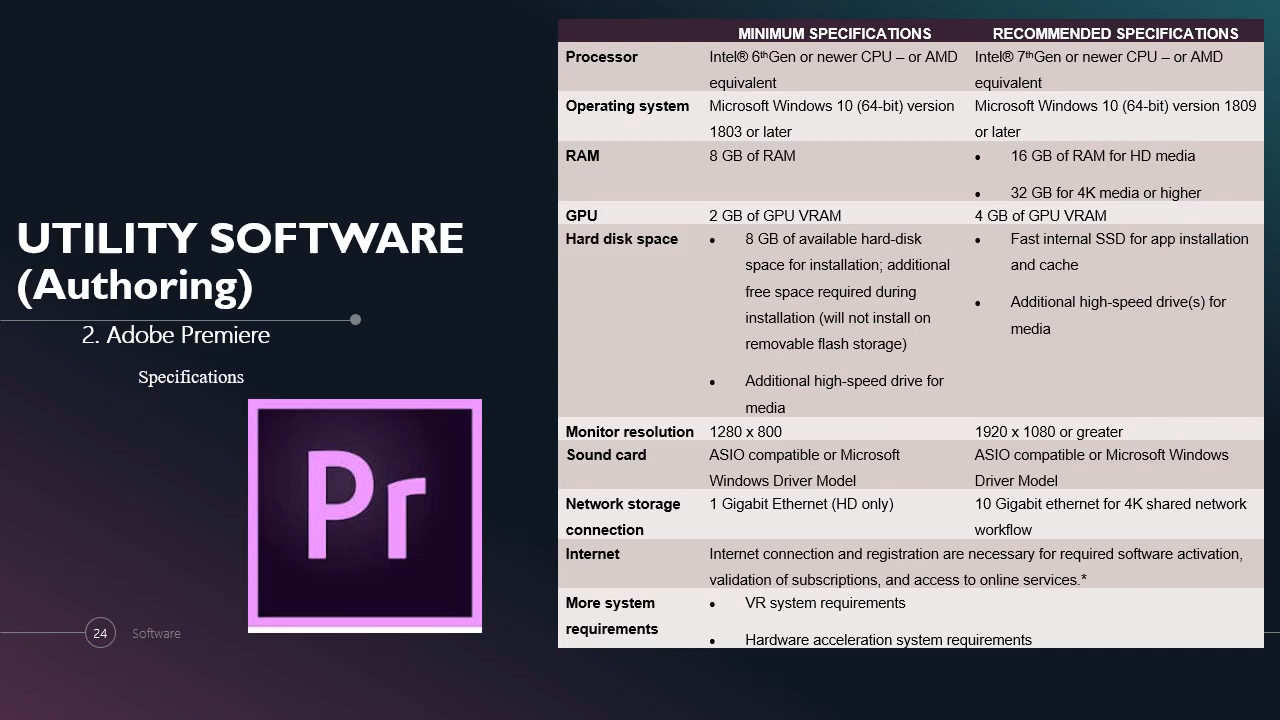 UTILITY SOFTWARE
(Authoring)
2. Adobe Premiere
Specifications
Pr
24
Software
MINIMUM SPECIFICATIONS RECOMMENDED SPECIFICATIONS
Processor Intel® 6thGen or newer CPU – or AMD Intel® 7thGen or newer CPU – or AMD
equivalent equivalent
Operating system Microsoft Windows 10 (64-bit) version Microsoft Windows 10 (64-bit) version 1809
1803 or later or later
RAM 8 GB of RAM • 16 GB of RAM for HD media
• 32 GB for 4K media or higher
GPU 2 GB of GPU VRAM 4 GB of GPU VRAM
Hard disk space • 8 GB of available hard-disk • Fast internal SSD for app installation
space for installation; additional and cache
free space required during • Additional high-speed drive(s) for
installation (will not install on media
removable flash storage)
• Additional high-speed drive for
media
Monitor resolution 1280 x 800 1920 x 1080 or greater
Sound card ASIO compatible or Microsoft ASIO compatible or Microsoft Windows
Windows Driver Model Driver Model
Network storage 1 Gigabit Ethernet (HD only) 10 Gigabit ethernet for 4K shared network
connection workflow
Internet Internet connection and registration are necessary for required software activation,
validation of subscriptions, and access to online services.*
More system • VR system requirements
requirements
• Hardware acceleration system requirements